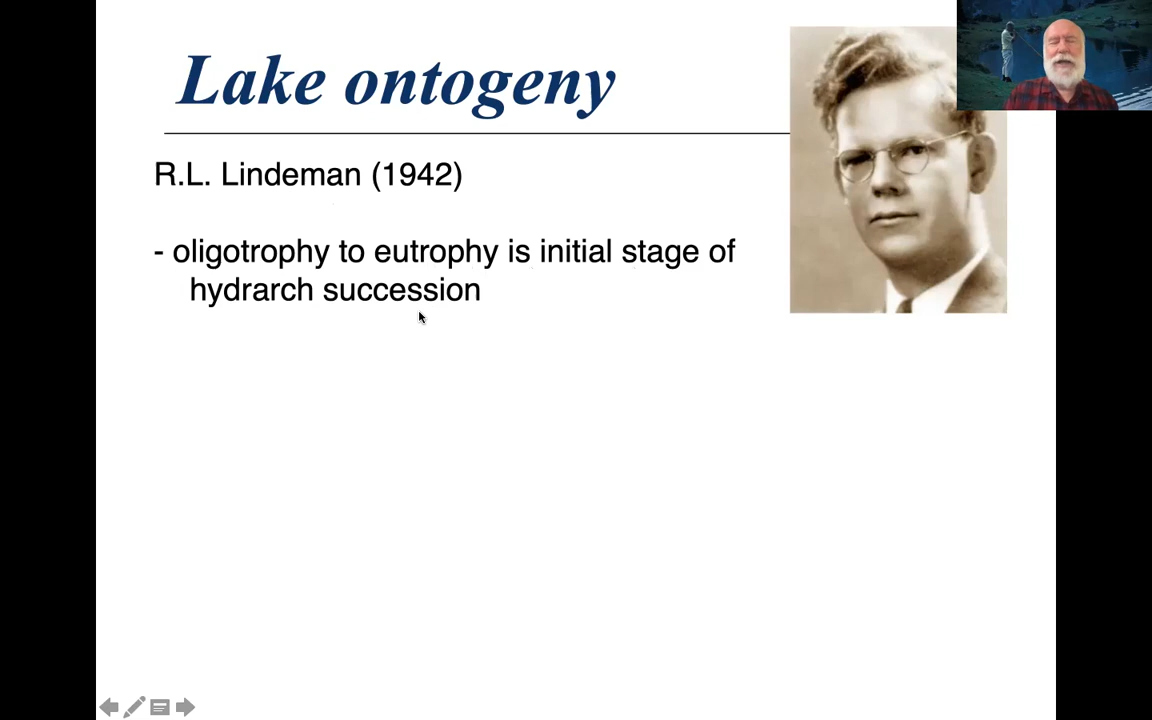 Lake ontogeny
R.L. Lindeman (1942)
- oligotrophy to eutrophy is initial stage of
hydrarch succession